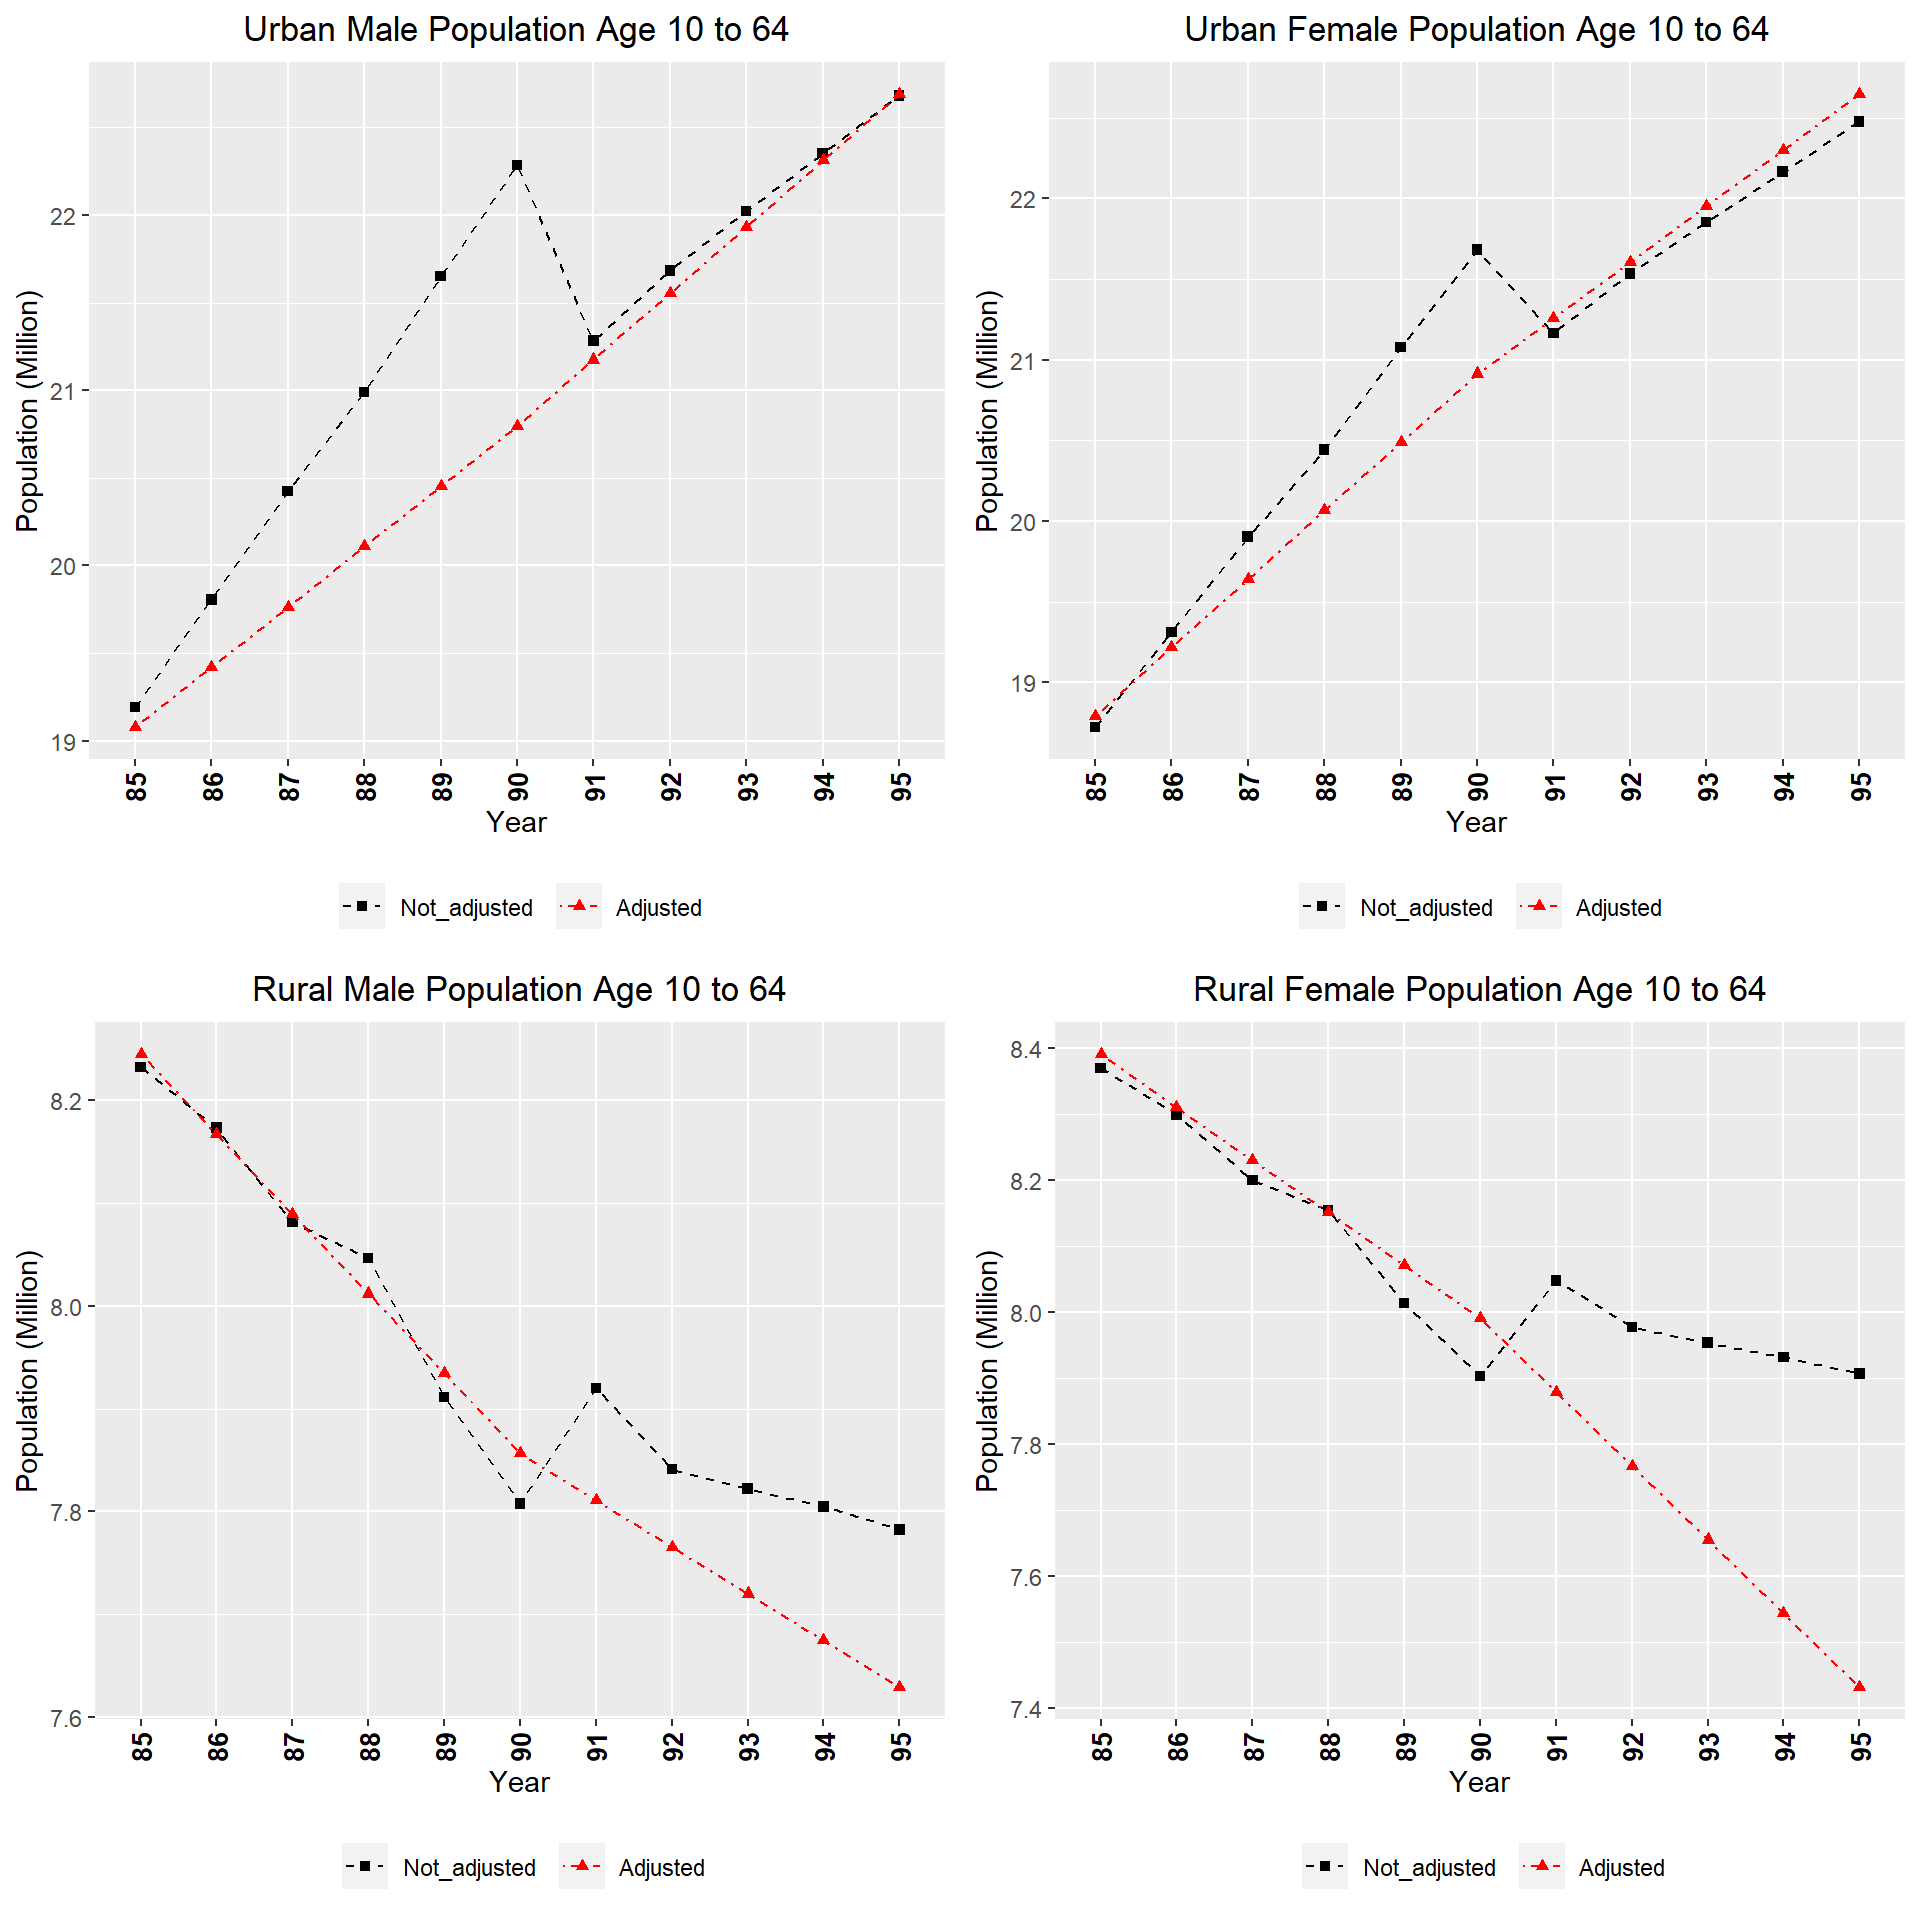 Urban Male Population Age 10 to 64
Population (Million)
22
21
20
19
85 86 87 88 89 90 91 92 93 94 95
Year
Not_adjusted Adjusted
Urban Female Population Age 10 to 64
Population (Million)
22
21
20
19
85 86 87 88 89 90 91 92 93 94 95
Year
Not_adjusted Adjusted
Rural Male Population Age 10 to 64
Population (Million)
8.2
8.0
7.8
7.6
85 86 87 88 89 90 91 92 93 94 95
Year
Not_adjusted Adjusted
Rural Female Population Age 10 to 64
Population (Million)
8.4
8.2
8.0
7.8
7.6
7.4
85 86 87 88 89 90 91 92 93 94 95
Year
Not_adjusted Adjusted